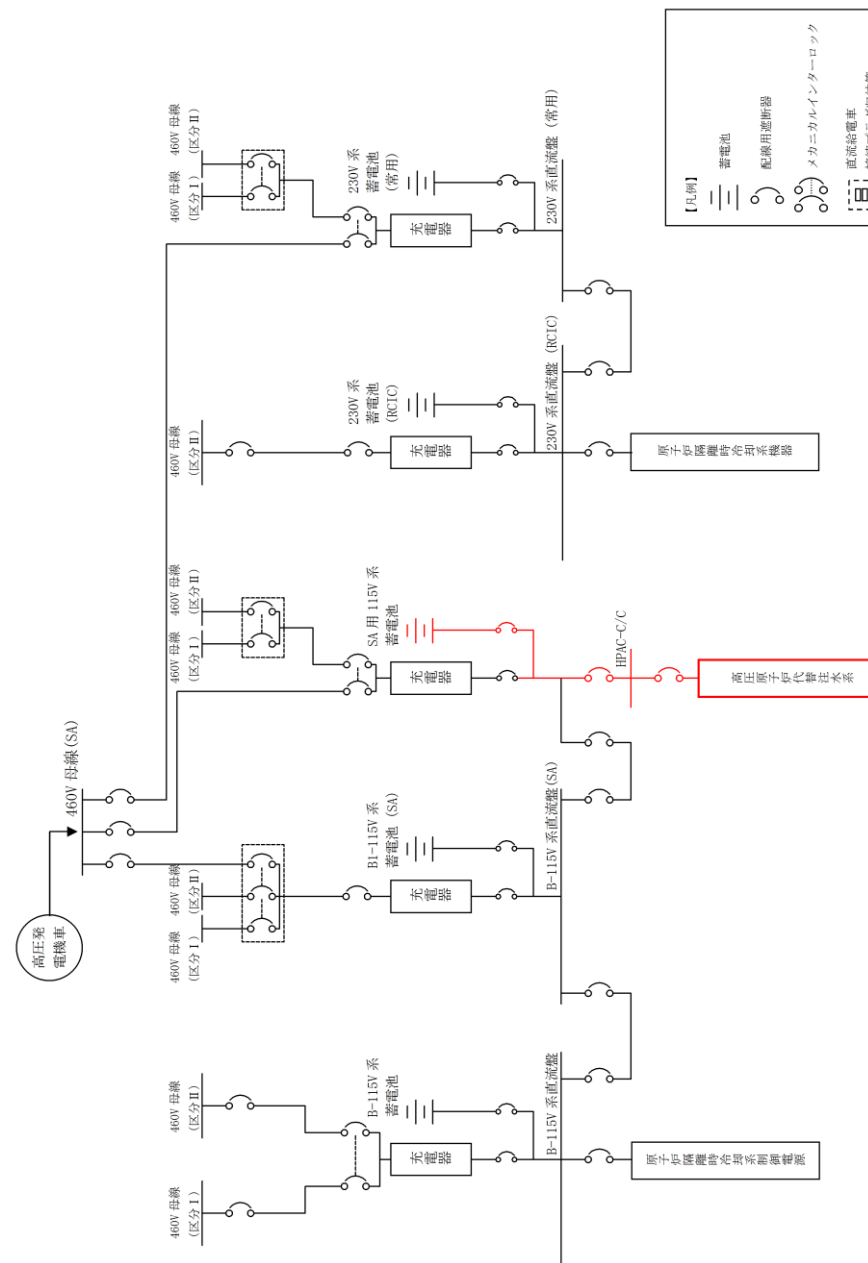 高圧発
電機車
460V 母線(SA)
460V 母線
(区分Ⅰ)
460V 母線
(区分Ⅱ)
460V 母線
(区分Ⅰ)
460V 母線
(区分Ⅱ)
460V 母線
(区分Ⅰ)
460V 母線
(区分Ⅱ)
460V 母線
(区分Ⅱ)
460V 母線
(区分Ⅰ)
460V 母線
(区分Ⅱ)
B-115V 系
蓄電池
B1-115V 系
蓄電池 (SA)
SA 用 115V 系
蓄電池
230V 系
蓄電池
(RCIC)
230V 系
蓄電池
(常用)
充電器
充電器
充電器
充電器
充電器
B-115V 系直流盤
B-115V 系直流盤(SA)
230V 系直流盤 (RCIC)
230V 系直流盤 (常用)
HPAC-C/C
原子炉隔離時冷却系制御電源
高圧原子炉代替注水系
原子炉隔離時冷却系機器
【凡例】
蓄電池
配線用遮断器
メカニカルインターロック
直流給電車